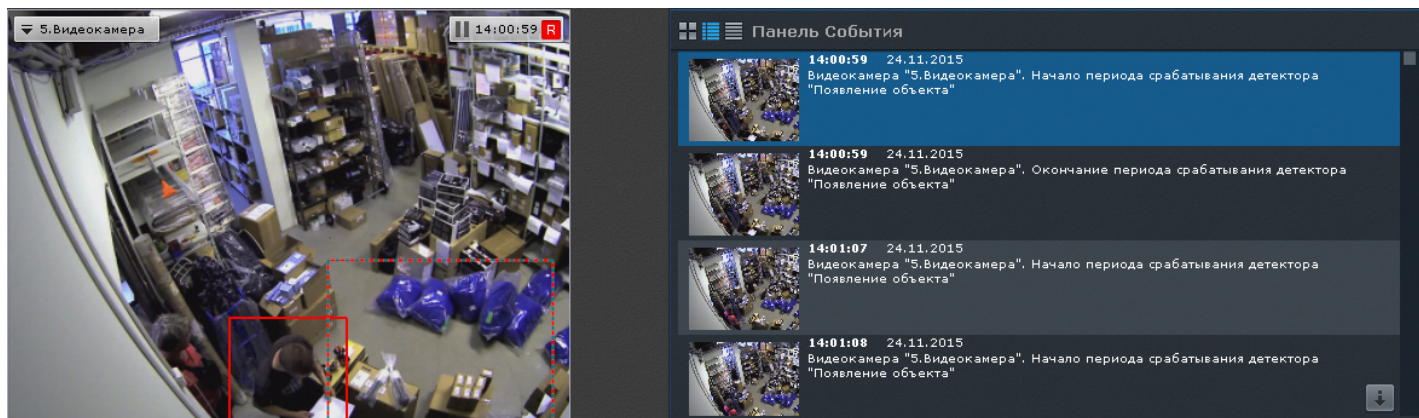 5.Видеокамера
14:00:59 R
Панель События
14:00:59 24.11.2015
Видеокамера "5.Видеокамера". Начало периода срабатывания детектора
"Появление объекта"
14:00:59 24.11.2015
Видеокамера "5.Видеокамера". Окончание периода срабатывания детектора
"Появление объекта"
14:01:07 24.11.2015
Видеокамера "5.Видеокамера". Начало периода срабатывания детектора
"Появление объекта"
14:01:08 24.11.2015
Видеокамера "5.Видеокамера". Начало периода срабатывания детектора
"Появление объекта"